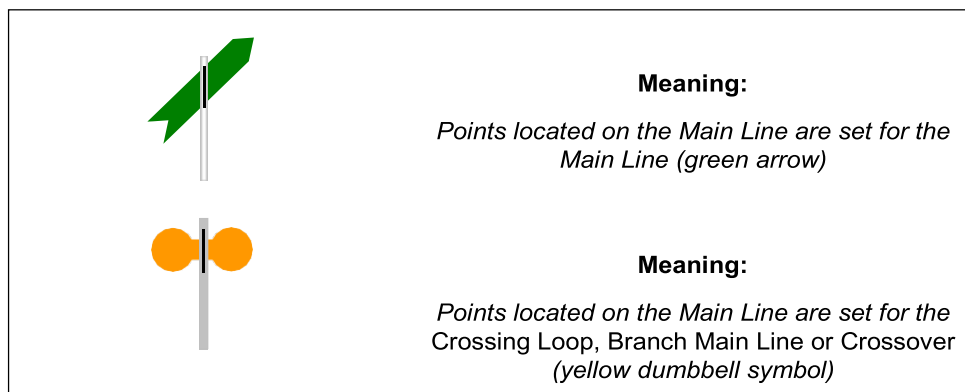 Meaning:
Points located on the Main Line are set for the
Main Line (green arrow)
Meaning:
Points located on the Main Line are set for the
Crossing Loop, Branch Main Line or Crossover
(yellow dumbbell symbol)